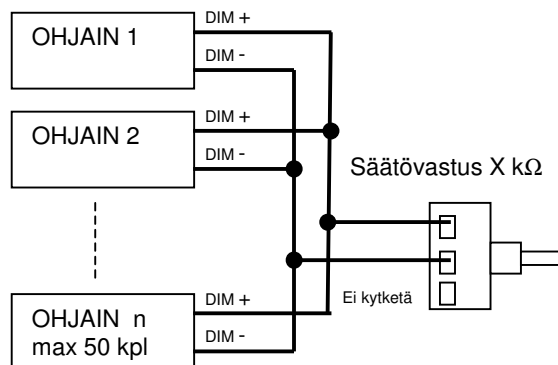 DIM +
OHJAIN 1
DIM -
DIM +
OHJAIN 2
DIM -
Säätövastus X kΩ
DIM +
Ei kytketä
OHJAIN n
max 50 kpl
DIM -